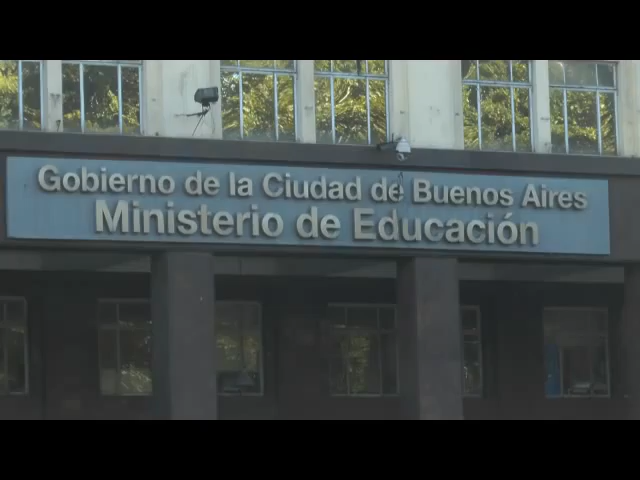 Gobierno de la Ciudad de Buenos Aires
Ministerio de Educación